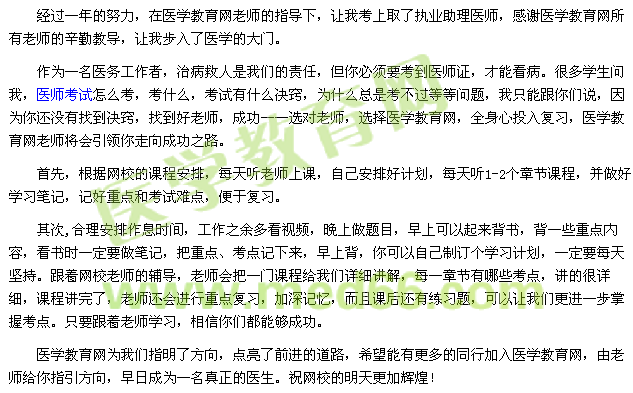 经过一年的努力，在医学教育网老师的指导下，让我考上取了执业助理医师，感谢医学教育网所
有老师的辛勤教导，让我步入了医学的大门。
作为一名医务工作者，治病救人是我们的责任，但你必须要考到医师证，才能看病。很多学生问
我，医师考试怎么考，考什么，考试有什么决窍，为什么总是考不过等等问题，我只能跟你们说，因
为你还没有找到决窍，找到好老师，成功一一选对老师，选择医学教育网，全身心投入复习，医学教
育网老师将会引领你走向成功之路。
首先，根据网校的课程安排，每天听老师上课，自己安排好计划，每天听1-2个章节课程，并做好
学习笔记，记好重点和考试难点，便于复习。
其次,合理安排作息时间，工作之余多看视频，晚上做题目，早上可以起来背书，背一些重点内
容，看书时一定要做笔记，把重点、考点记下来，早上背，你可以自己制订个学习计划，一定要每天
坚持。跟着网校老师的辅导，老师会把一门课程给我们详细讲解，每一章节有哪些考点，讲的很详
细，课程讲完了，老师还会进行重点复习，加深记忆，而且课后还有练习题，可以让我们更进一步掌
握考点。只要跟着老师学习，相信你们都能够成功。
医学教育网为我们指明了方向，点亮了前进的道路，希望能有更多的同行加入医学教育网，由老
师给你指引方向，早日成为一名真正的医生。祝网校的明天更加辉煌！
医学教育网
www.med66.com